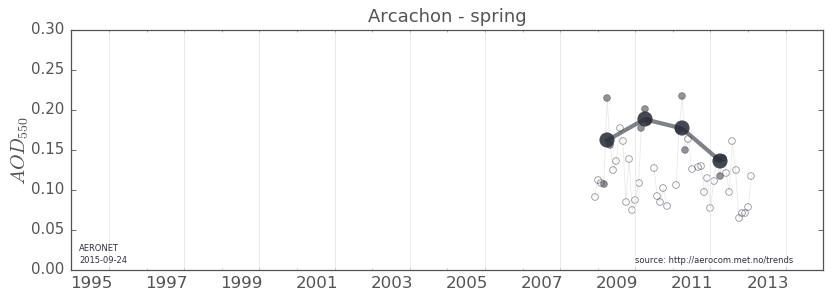 Arcachon - spring
0.30
0.25
0.20
0.15
0.10
0.05
0.00
AOD550
AERONET
2015-09-24
source: http://aerocom.met.no/trends
1995 1997 1999 2001 2003 2005 2007 2009 2011 2013